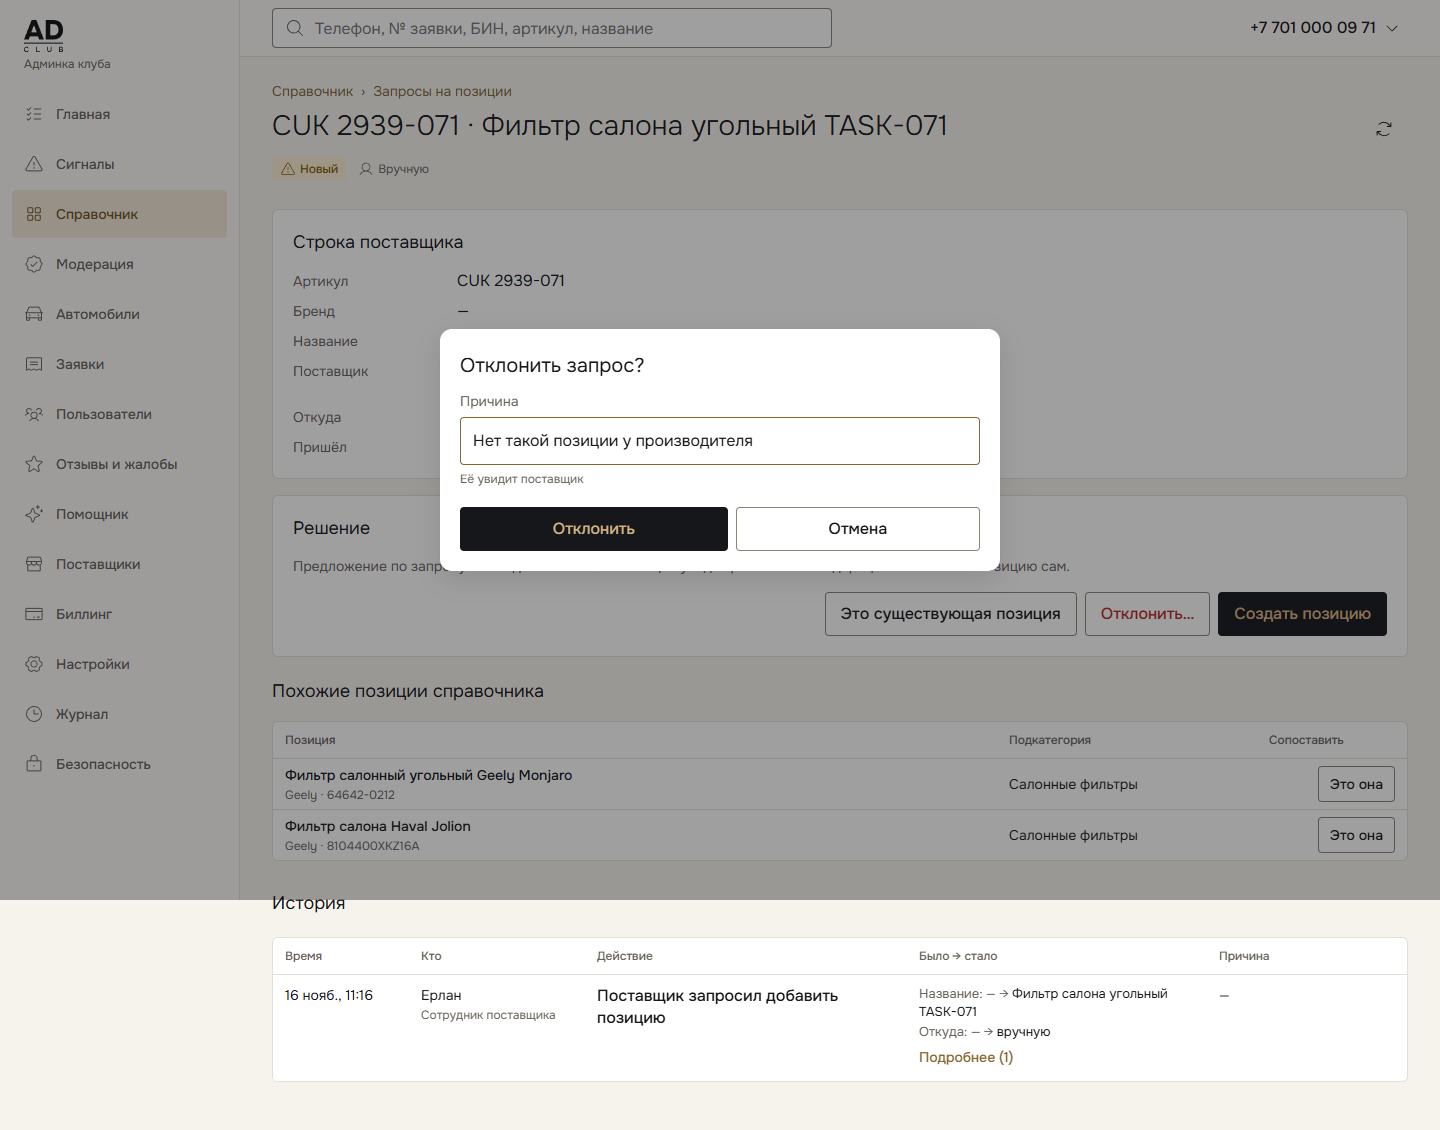 AD
CLUB
Админка клуба
Телефон, № заявки, БИН, артикул, название
+7 701 000 09 71
Главная
Сигналы
Справочник
Модерация
Автомобили
Заявки
Пользователи
Отзывы и жалобы
Помощник
Поставщики
Биллинг
Настройки
Журнал
Безопасность
Справочник › Запросы на позиции
CUK 2939-071 · Фильтр салона угольный TASK-071
Новый Вручную
Строка поставщика
Артикул CUK 2939-071
Бренд —
Название
Поставщик
Откуда
Пришёл
Отклонить запрос?
Причина
Нет такой позиции у производителя
Её увидит поставщик
Отклонить Отмена
Решение
Предложение по сам.
Это существующая позиция Отклонить... Создать позицию
Похожие позиции справочника
Позиция Подкатегория Сопоставить
Фильтр салонный угольный Geely Monjaro
Geely · 64642-0212
Салонные фильтры Это она
Фильтр салона Haval Jolion
Geely · 8104400XKZ16A
Салонные фильтры Это она
История
Время Кто Действие Было → стало Причина
16 нояб., 11:16
Ерлан
Сотрудник поставщика
Поставщик запросил добавить
позицию
Название: — → Фильтр салона угольный
TASK-071
Откуда: — → вручную
Подробнее (1)
—